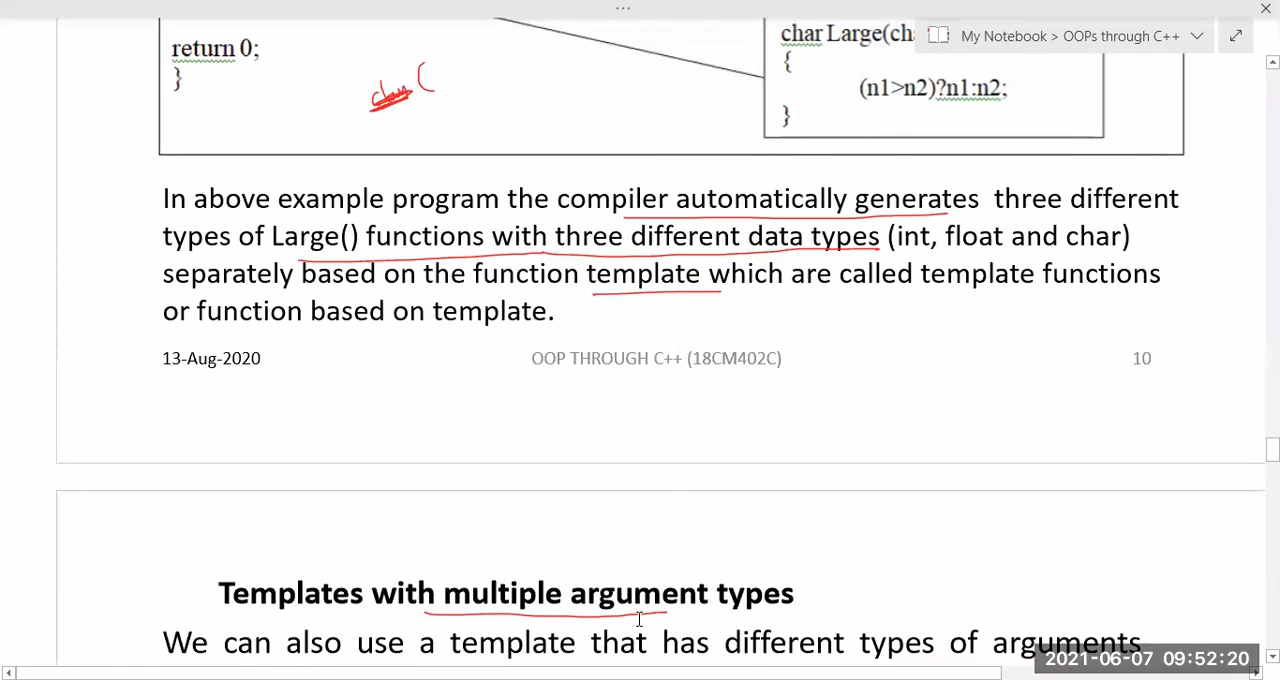 My Notebook > OOPs through C++
return 0;
}
char Large(ch
{
(n1>n2)?n1:n2;
}
In above example program the compiler automatically generates three different
types of Large() functions with three different data types (int, float and char)
separately based on the function template which are called template functions
or function based on template.
13-Aug-2020
OOP THROUGH C++ (18CM402C)
10
Templates with multiple argument types
We can also use a template that has different types of arguments
2021-06-07 09:52:20